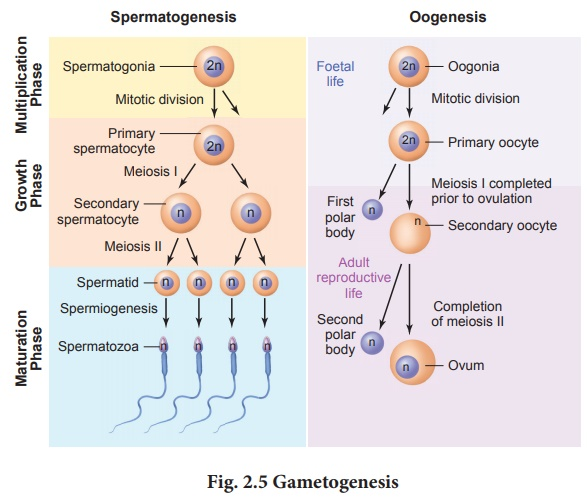 Spermatogenesis
Oogenesis
Multiplication
Phase
Growth
Phase
Maturation
Phase
Spermatogonia
2n
Mitotic division
Primary
spermatocyte
2n
Meiosis I
Secondary
spermatocyte
n
n
Meiosis II
Spermatid
n
n
n
n
Spermiogenesis
Spermatozoa
n
n
n
n
Foetal
life
2n
Oogonia
Mitotic division
2n
Primary oocyte
Meiosis I completed
prior to ovulation
First
polar
body
n
n
Secondary oocyte
Adult
reproductive
life
Completion
of meiosis II
Second
polar
body
n
n
Ovum
Fig. 2.5 Gametogenesis